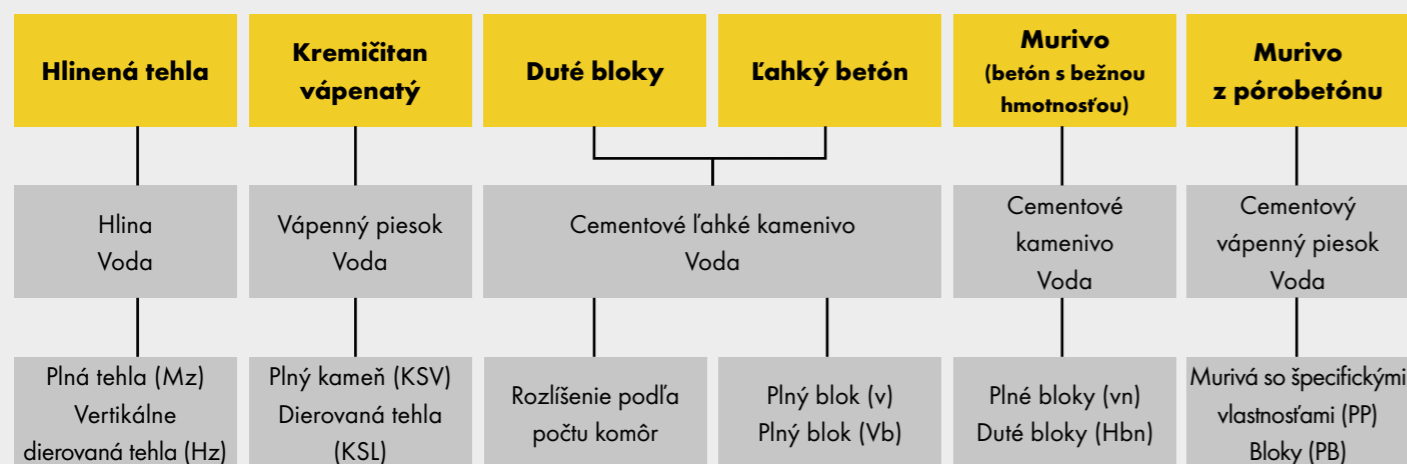 Hlinená tehla
Kremičitan
vápenatý
Duté bloky
Ľahký betón
Murivo
(betón s bežnou
hmotnosťou)
Murivo
z pórobetónu
Hlina
Voda
Vápenný piesok
Voda
Cementové ľahké kamenivo
Voda
Cementové
kamenivo
Voda
Cementový
vápenný piesok
Voda
Plná tehla (Mz)
Vertikálne
dierovaná tehla (Hz)
Plný kameň (KSV)
Dierovaná tehla
(KSL)
Rozlíšenie podľa
počtu komôr
Plný blok (v)
Plný blok (Vb)
Plné bloky (vn)
Duté bloky (Hbn)
Murivá so špecifickými
vlastnosťami (PP)
Bloky (PB)